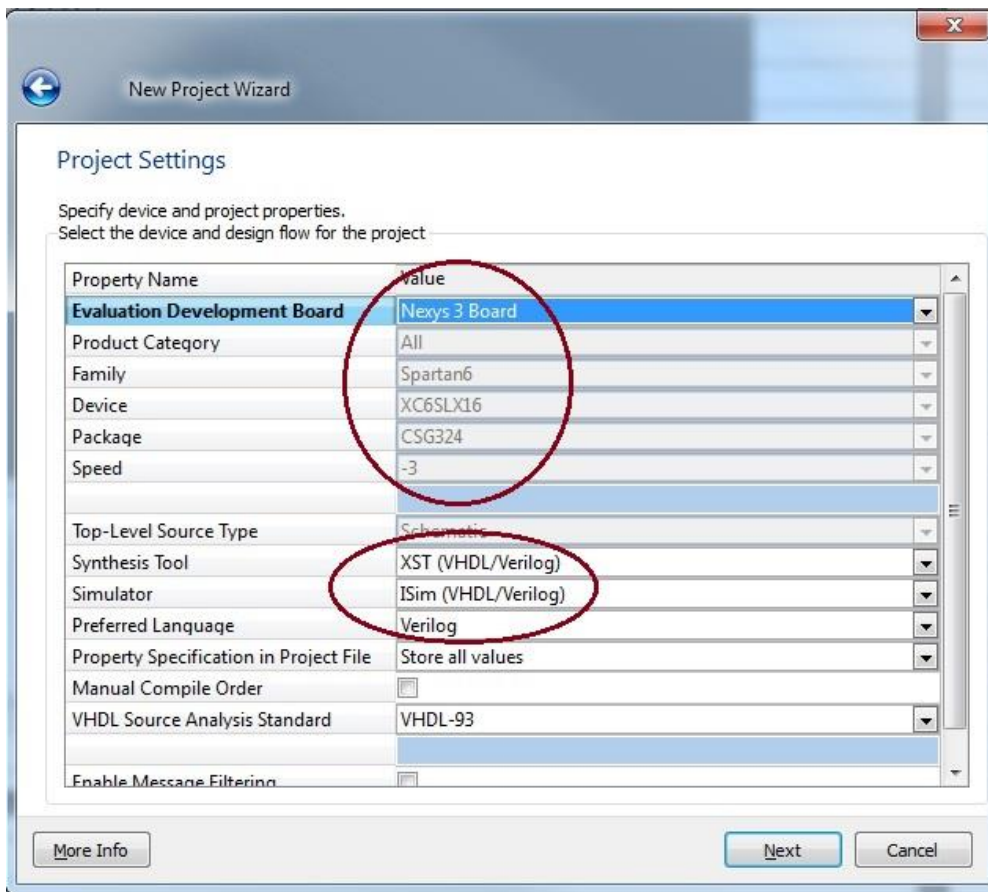 New Project Wizard
Project Settings
Specify device and project properties.
Select the device and design flow for the project
Property Name Value
Evaluation Development Board Nexys 3 Board
Product Category All
Family Spartan6
Device XC6SLX16
Package CSG324
Speed -3
Top-Level Source Type Schematic
Synthesis Tool XST (VHDL/Verilog)
Simulator ISim (VHDL/Verilog)
Preferred Language Verilog
Property Specification in Project File Store all values
Manual Compile Order
VHDL Source Analysis Standard VHDL-93
Enable Message Filtering
More Info Next Cancel